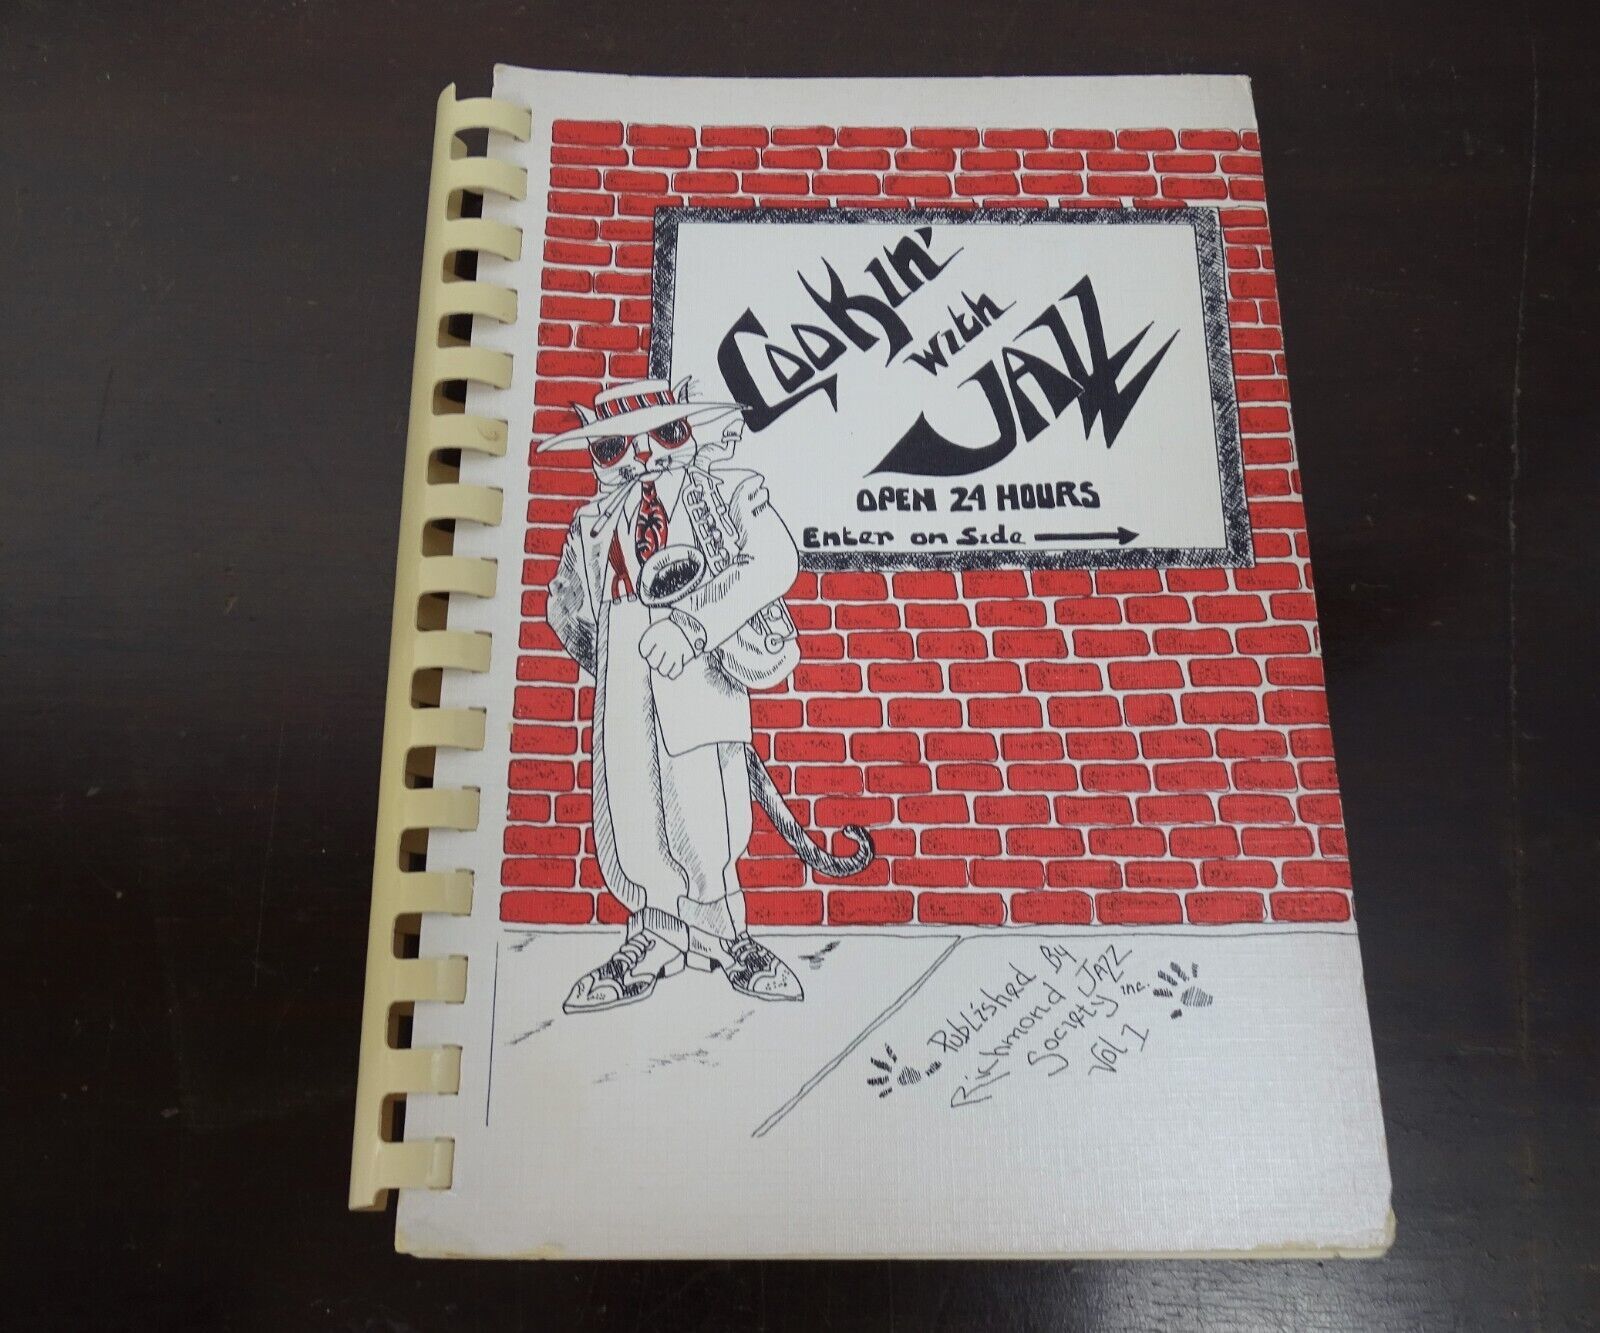 Cookin'
with
JAZZ
OPEN 24 HOURS
Enter on Side
Published By
Richmond JAZZ
Society inc.
Vol 1